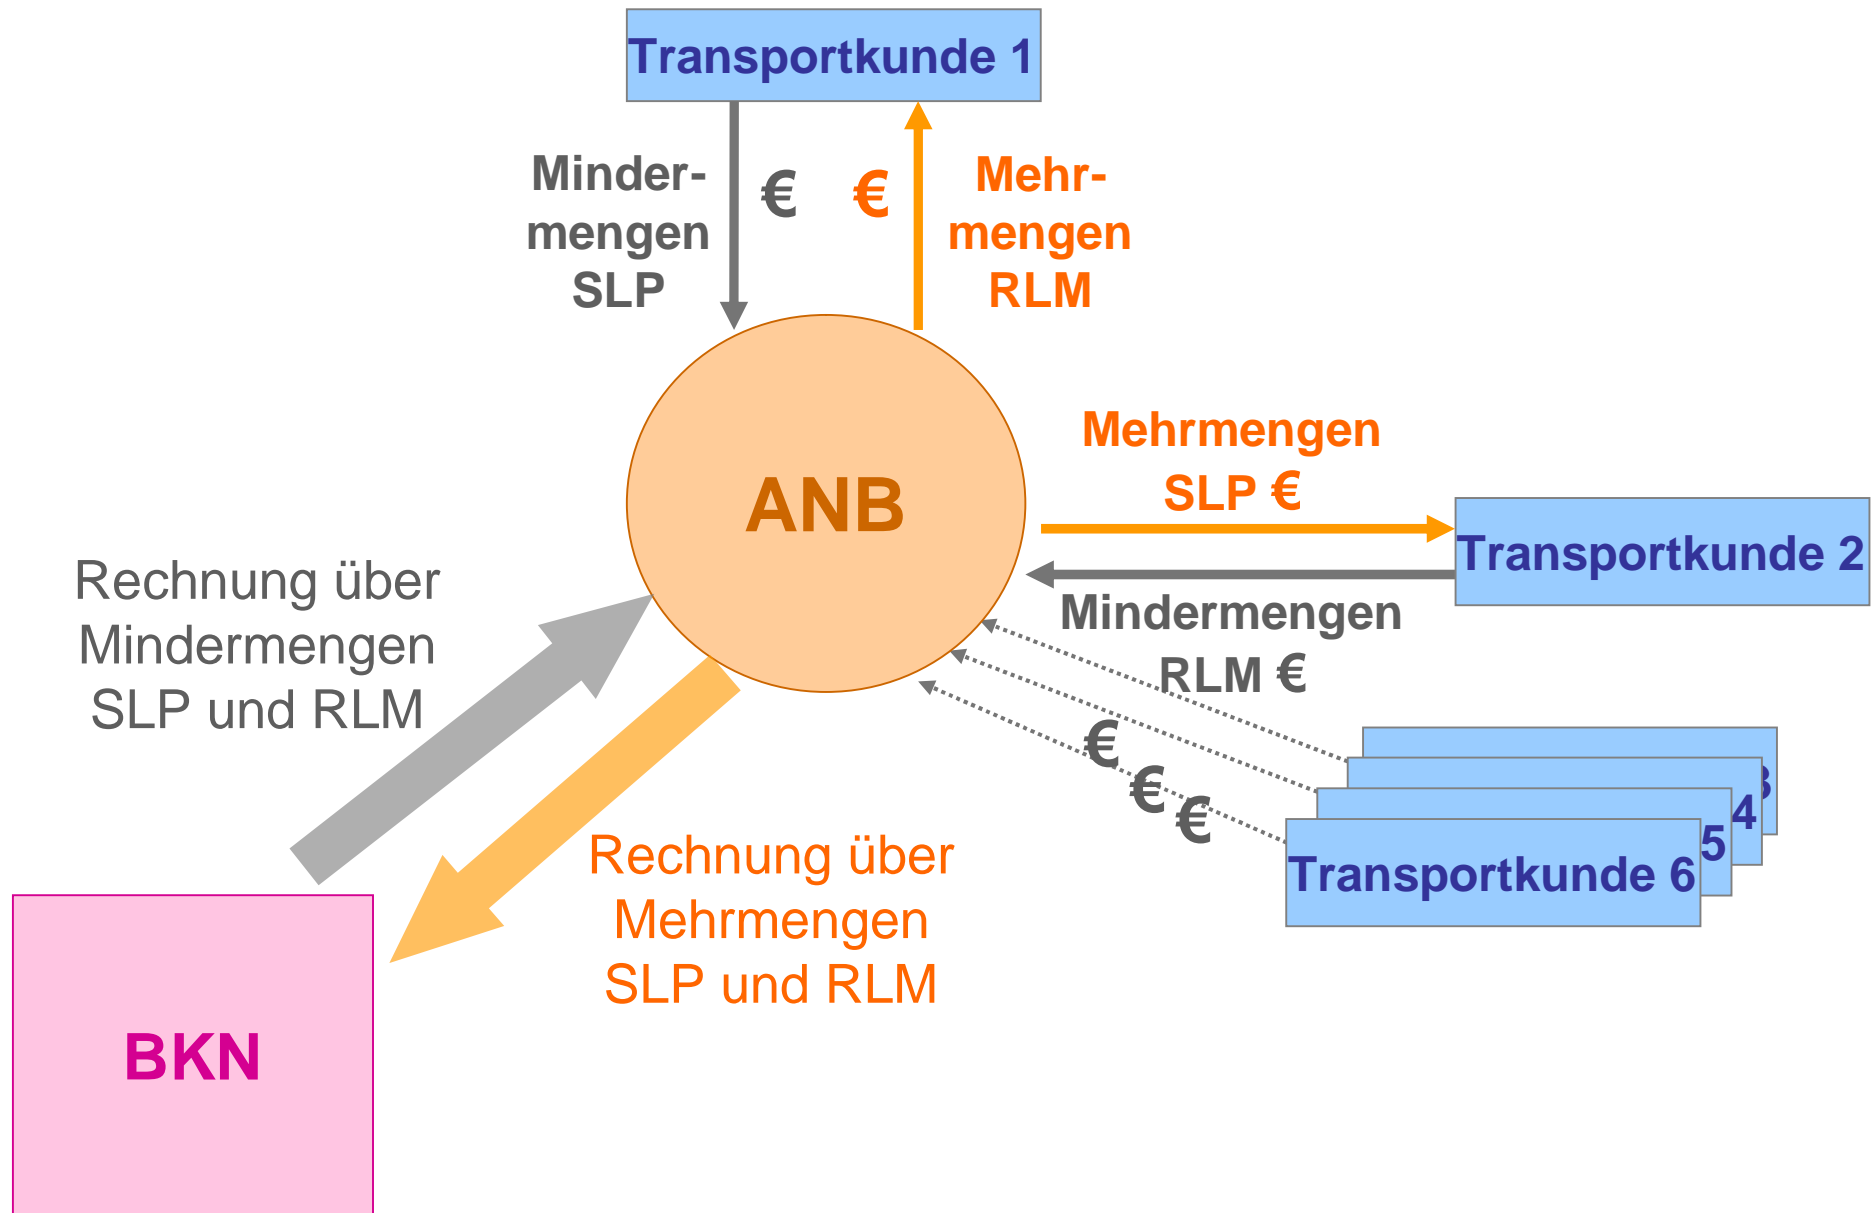 Transportkunde 1
Minder-
mengen
SLP
€
€
Mehr-
mengen
RLM
ANB
Mehrmengen
SLP €
Transportkunde 2
Mindermengen
RLM €
Rechnung über
Mindermengen
SLP und RLM
€
€
€
3
4
5
Transportkunde 6
Rechnung über
Mehrmengen
SLP und RLM
BKN